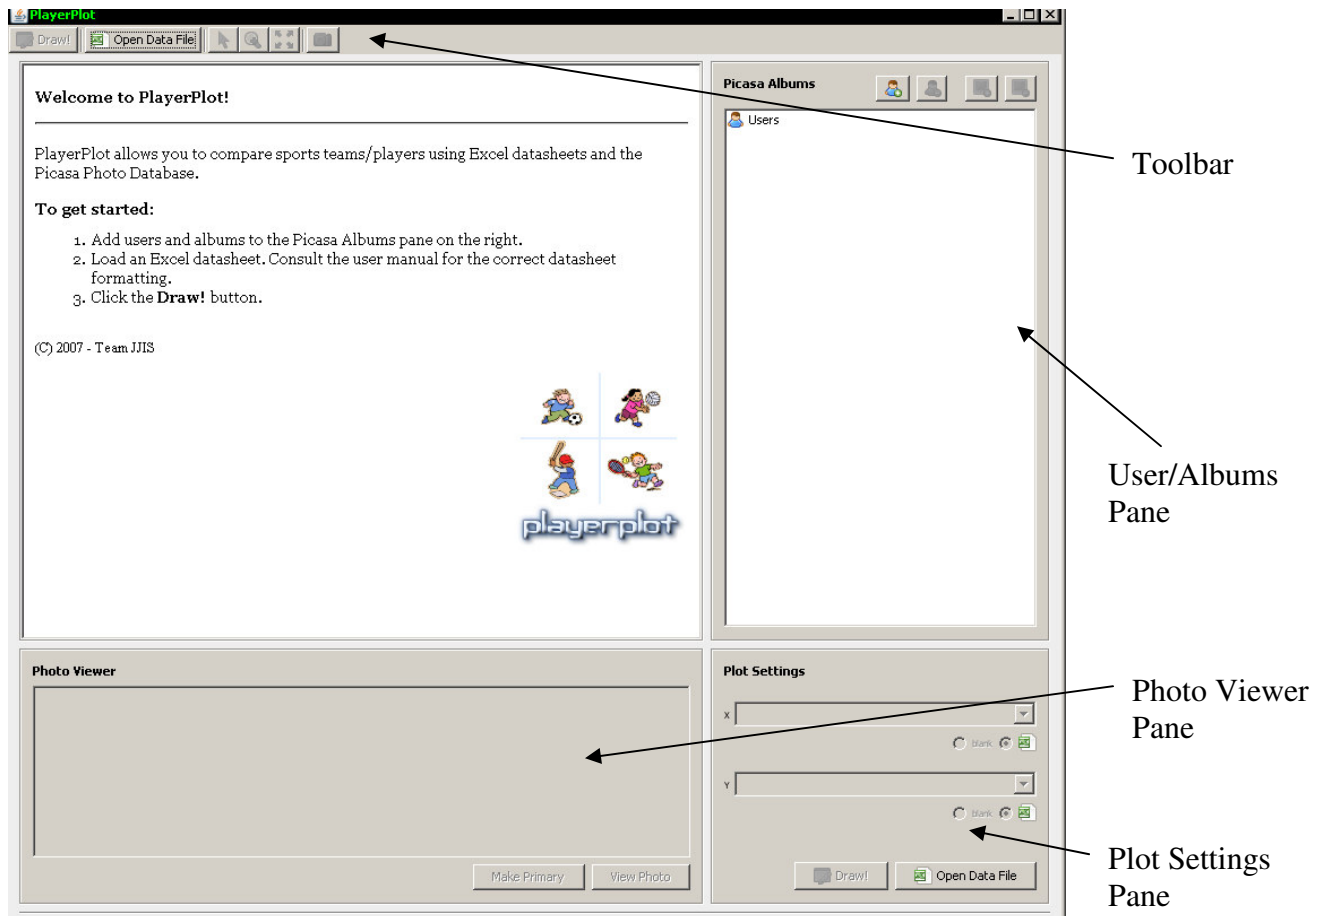 PlayerPlot
Draw!
Open Data File
Welcome to PlayerPlot!
PlayerPlot allows you to compare sports teams/players using Excel datasheets and the
Picasa Photo Database.
To get started:
1. Add users and albums to the Picasa Albums pane on the right.
2. Load an Excel datasheet. Consult the user manual for the correct datasheet
formatting.
3. Click the Draw! button.
(C) 2007 - Team JJIS
playerplot
Picasa Albums
Users
Toolbar
User/Albums
Pane
Photo Viewer
Make Primary
View Photo
Plot Settings
X
blank
Y
blank
Draw!
Open Data File
Photo Viewer
Pane
Plot Settings
Pane